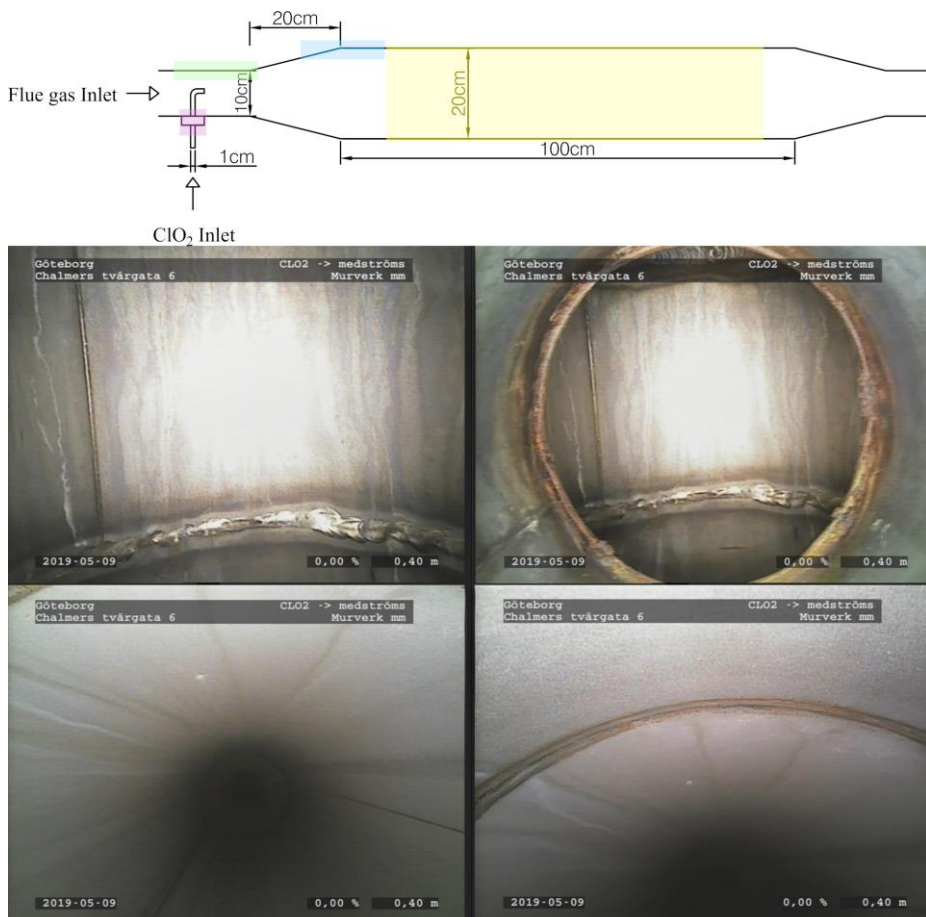 20cm
Flue gas Inlet
10cm
20cm
100cm
1cm
ClO₂ Inlet
Göteborg CLO2 -> medströms
Chalmers tvärgata 6 Murverk mm
2019-05-09 0,00 % 0,40 m
Göteborg CLO2 -> medströms
Chalmers tvärgata 6 Murverk mm
2019-05-09 0,00 % 0,40 m
Göteborg CLO2 -> medströms
Chalmers tvärgata 6 Murverk mm
2019-05-09 0,00 % 0,40 m
Göteborg CLO2 -> medströms
Chalmers tvärgata 6 Murverk mm
2019-05-09 0,00 % 0,40 m